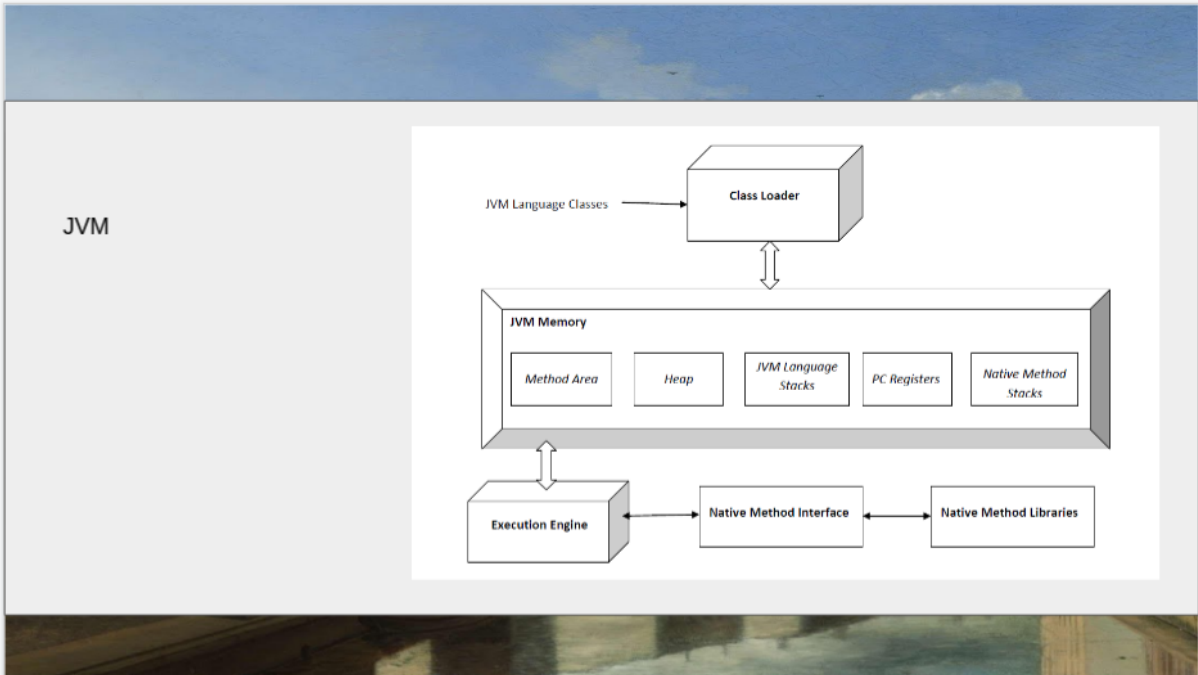 JVM
JVM Language Classes
Class Loader
JVM Memory
Method Area
Heap
JVM Language
Stacks
PC Registers
Native Method
Stacks
Execution Engine
Native Method Interface
Native Method Libraries